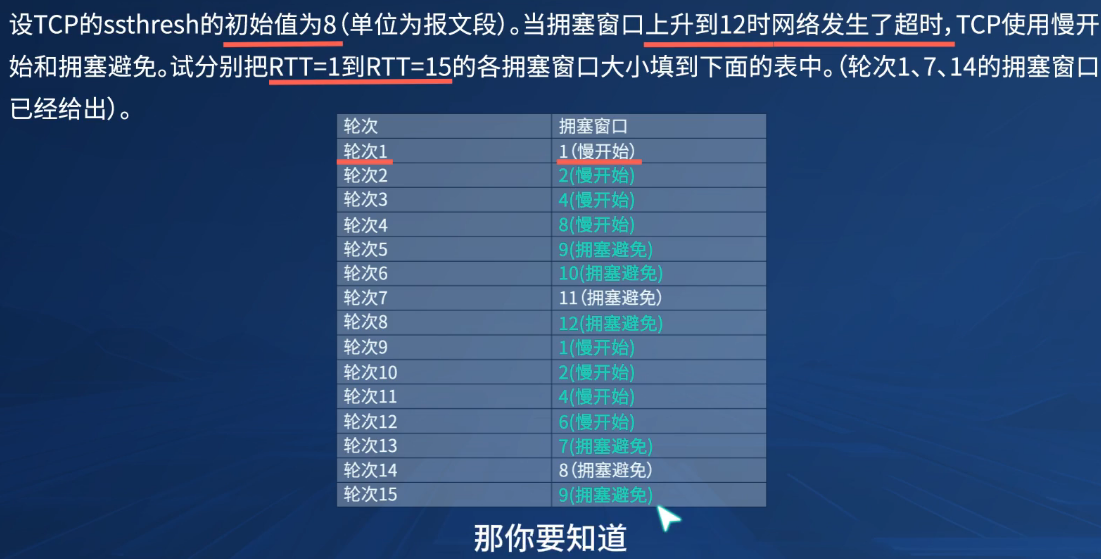 设TCP的ssthresh的初始值为8(单位为报文段)。当拥塞窗口上升到12时网络发生了超时,TCP使用慢开
始和拥塞避免。试分别把RTT=1到RTT=15的各拥塞窗口大小填到下面的表中。(轮次1、7、14的拥塞窗口
已经给出)。
轮次 拥塞窗口
轮次1 1(慢开始)
轮次2 2(慢开始)
轮次3 4(慢开始)
轮次4 8(慢开始)
轮次5 9(拥塞避免)
轮次6 10(拥塞避免)
轮次7 11(拥塞避免)
轮次8 12(拥塞避免)
轮次9 1(慢开始)
轮次10 2(慢开始)
轮次11 4(慢开始)
轮次12 6(慢开始)
轮次13 7(拥塞避免)
轮次14 8(拥塞避免)
轮次15 9(拥塞避免)
那你要知道